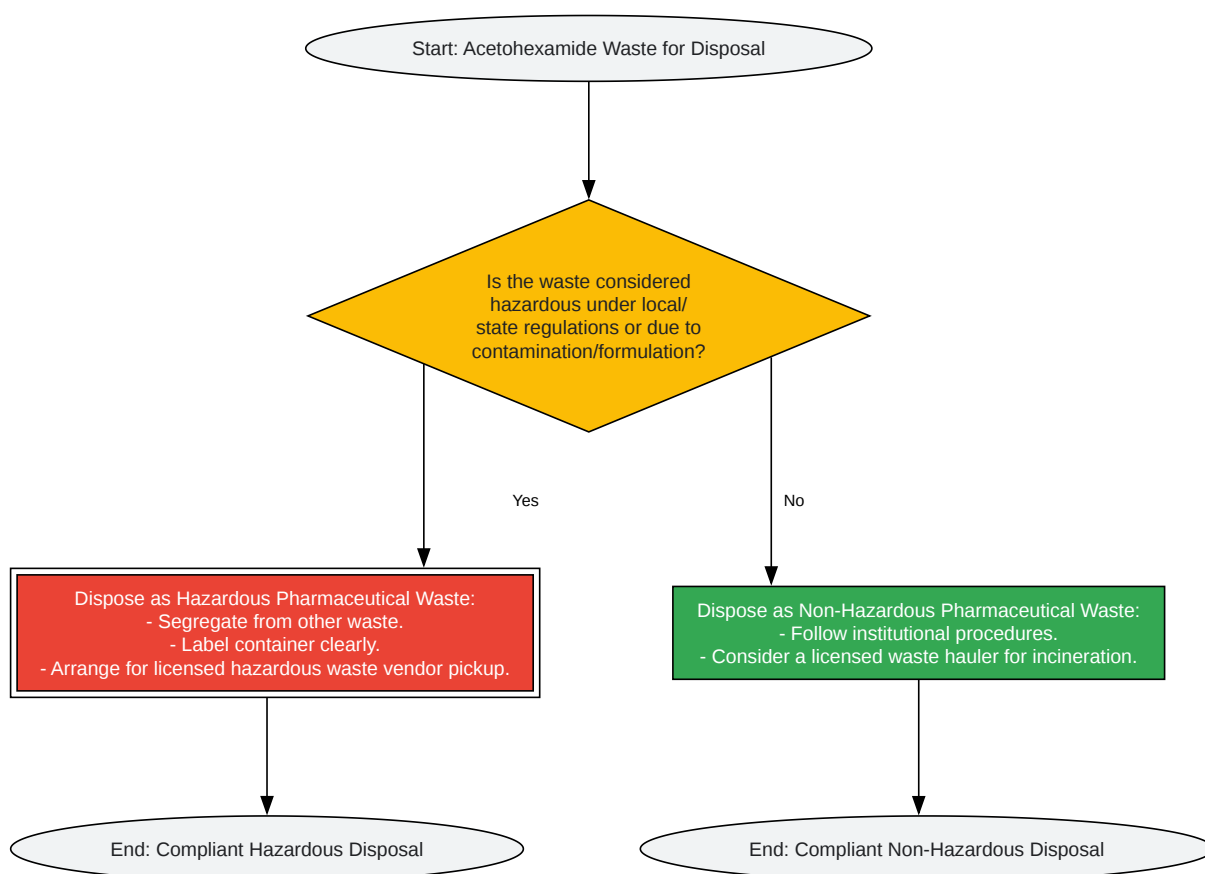 Start: Acetohexamide Waste for Disposal
Is the waste considered
hazardous under local/
state regulations or due to
contamination/formulation?
Yes
No
Dispose as Hazardous Pharmaceutical Waste:
- Segregate from other waste.
- Label container clearly.
- Arrange for licensed hazardous waste vendor pickup.
Dispose as Non-Hazardous Pharmaceutical Waste:
- Follow institutional procedures.
- Consider a licensed waste hauler for incineration.
End: Compliant Hazardous Disposal
End: Compliant Non-Hazardous Disposal